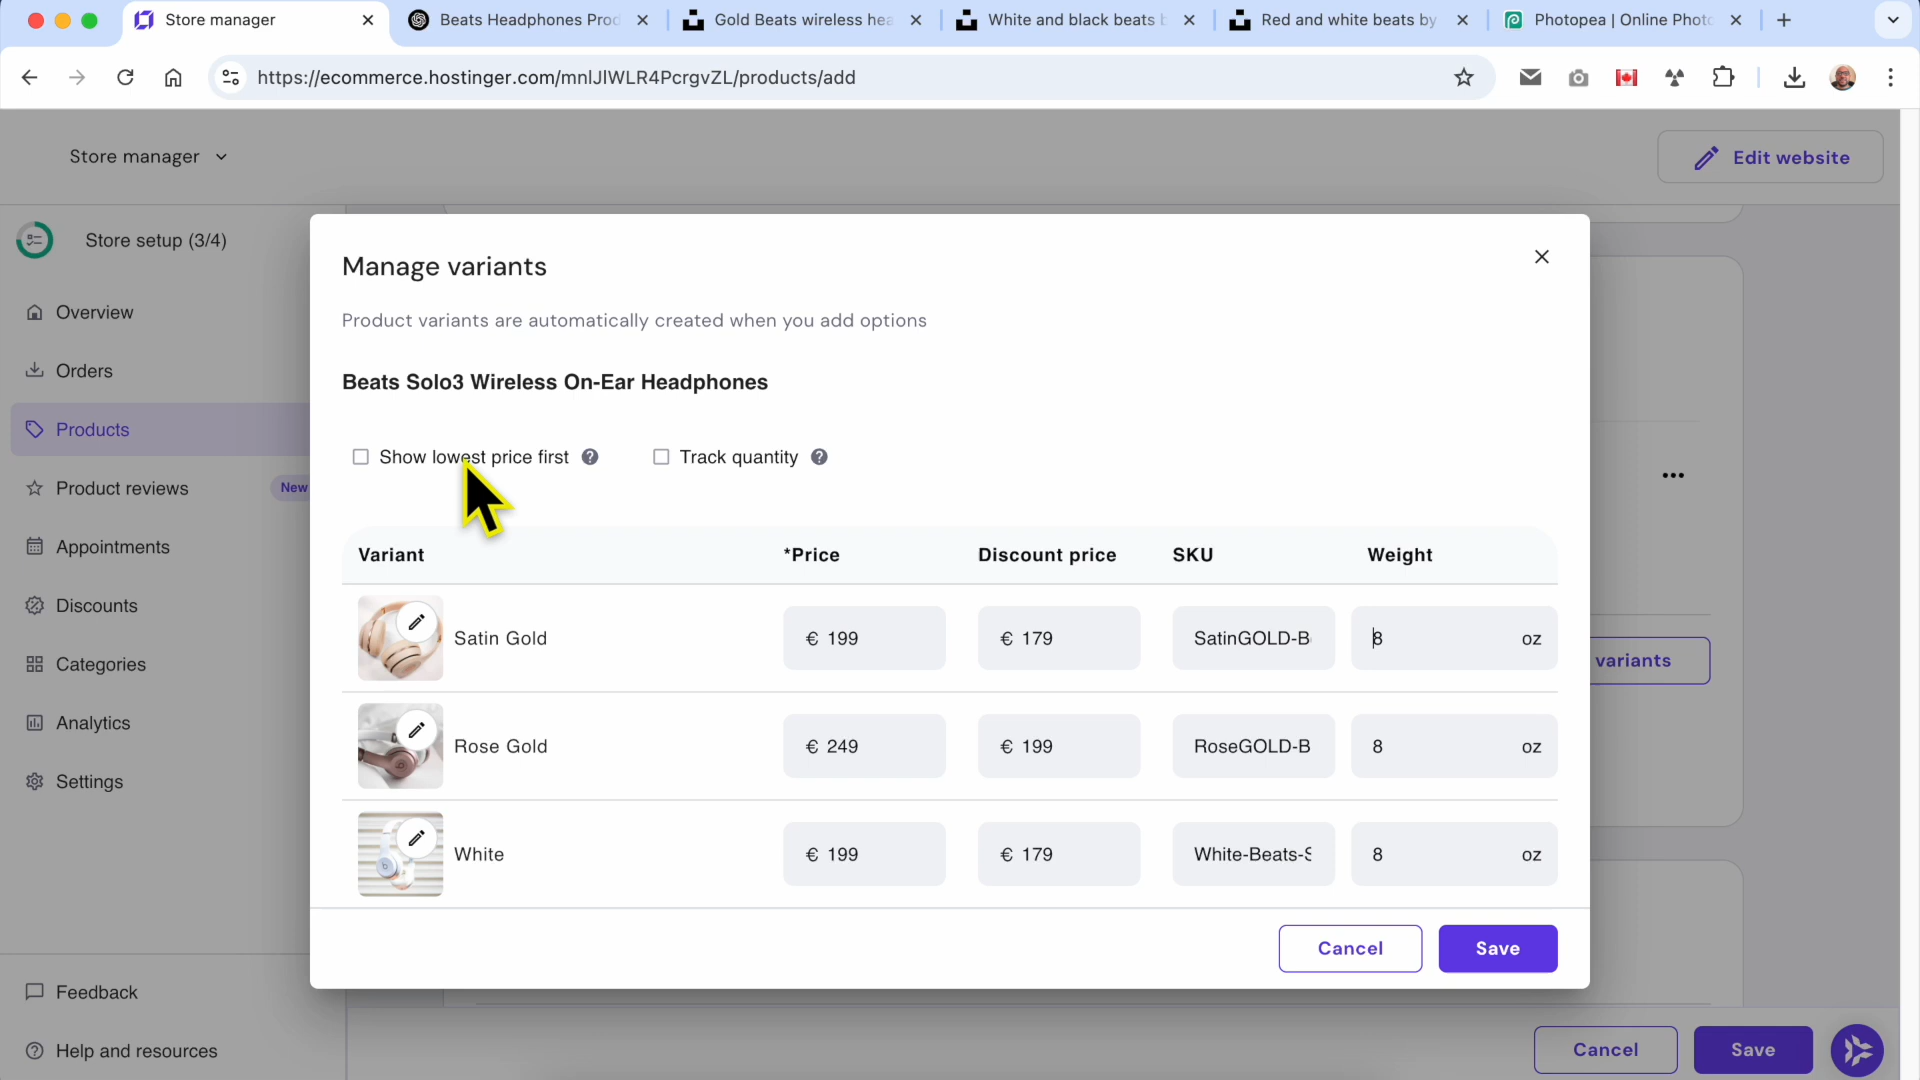 Store manager
Beats Headphones Prod
Gold Beats wireless hea
White and black beats b
Red and white beats by
Photopea | Online Photo
https://ecommerce.hostinger.com/mnlJlWLR4PcrgvZL/products/add
Store manager
Edit website
Store setup (3/4)
Overview
Orders
Products
Product reviews
New
Appointments
Discounts
Categories
Analytics
Settings
Feedback
Help and resources
Manage variants
Product variants are automatically created when you add options
Beats Solo3 Wireless On-Ear Headphones
Show lowest price first
Track quantity
Variant *Price Discount price SKU Weight
Satin Gold € 199 € 179 SatinGOLD-B 8 oz
Rose Gold € 249 € 199 RoseGOLD-B 8 oz
White € 199 € 179 White-Beats-S 8 oz
variants
Cancel Save
Cancel Save